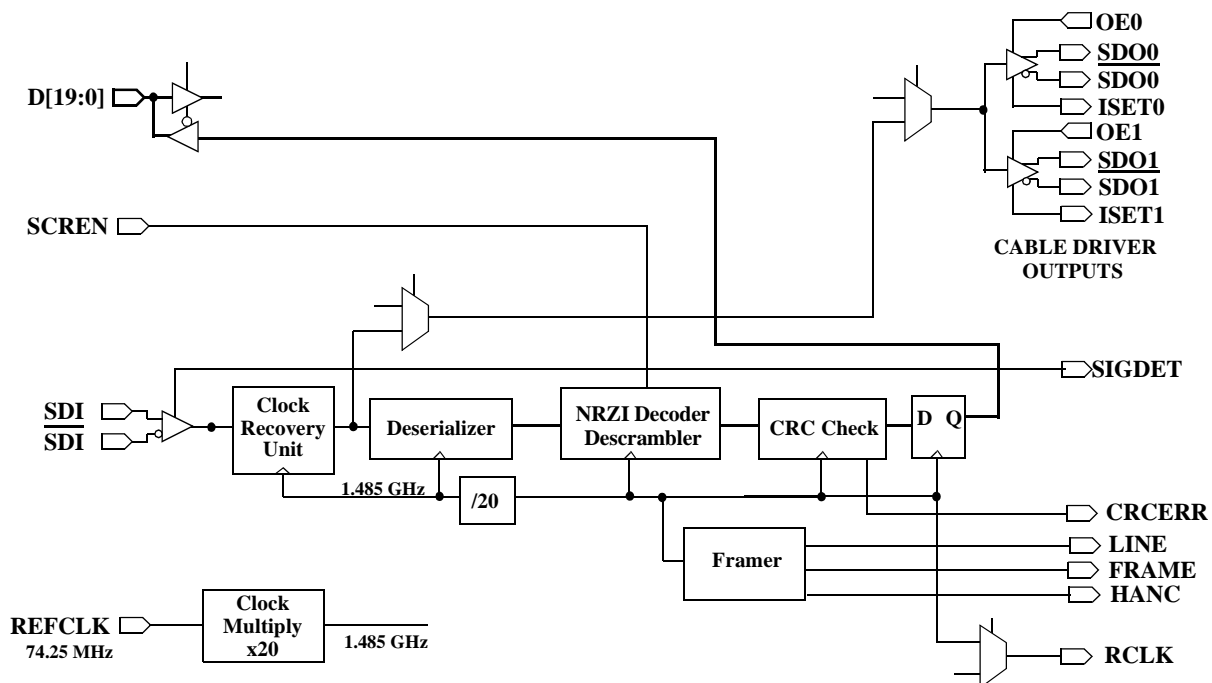 OE0
SDO0
SDO0
ISET0
OE1
SDO1
SDO1
ISET1
CABLE DRIVER
OUTPUTS
D[19:0]
SCREN
SIGDET
SDI
SDI
Clock
Recovery
Unit
Deserializer
NRZI Decoder
Descrambler
CRC Check
D Q
1.485 GHz
/20
CRCERR
Framer
LINE
FRAME
HANC
REFCLK
74.25 MHz
Clock
Multiply
x20
1.485 GHz
RCLK